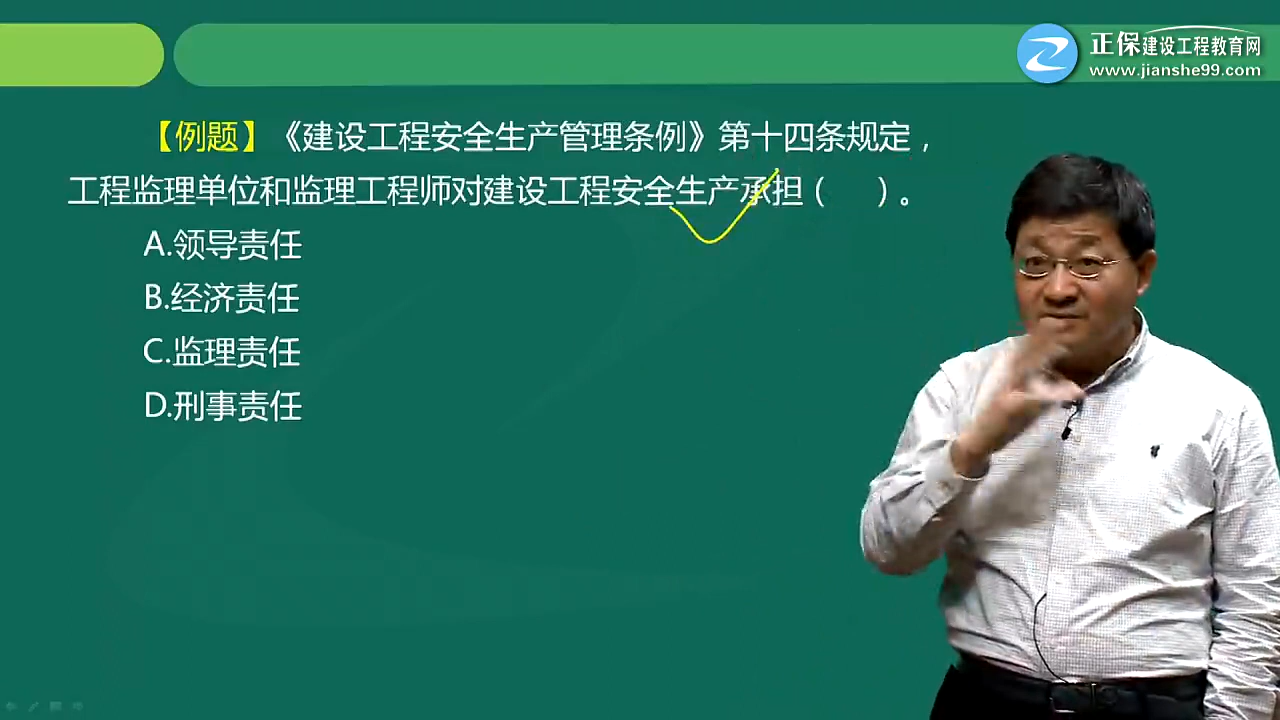 正保建设工程教育网
www.jianshe99.com
【例题】《建设工程安全生产管理条例》第十四条规定，
工程监理单位和监理工程师对建设工程安全生产承担（ ）。
A.领导责任
B.经济责任
C.监理责任
D.刑事责任